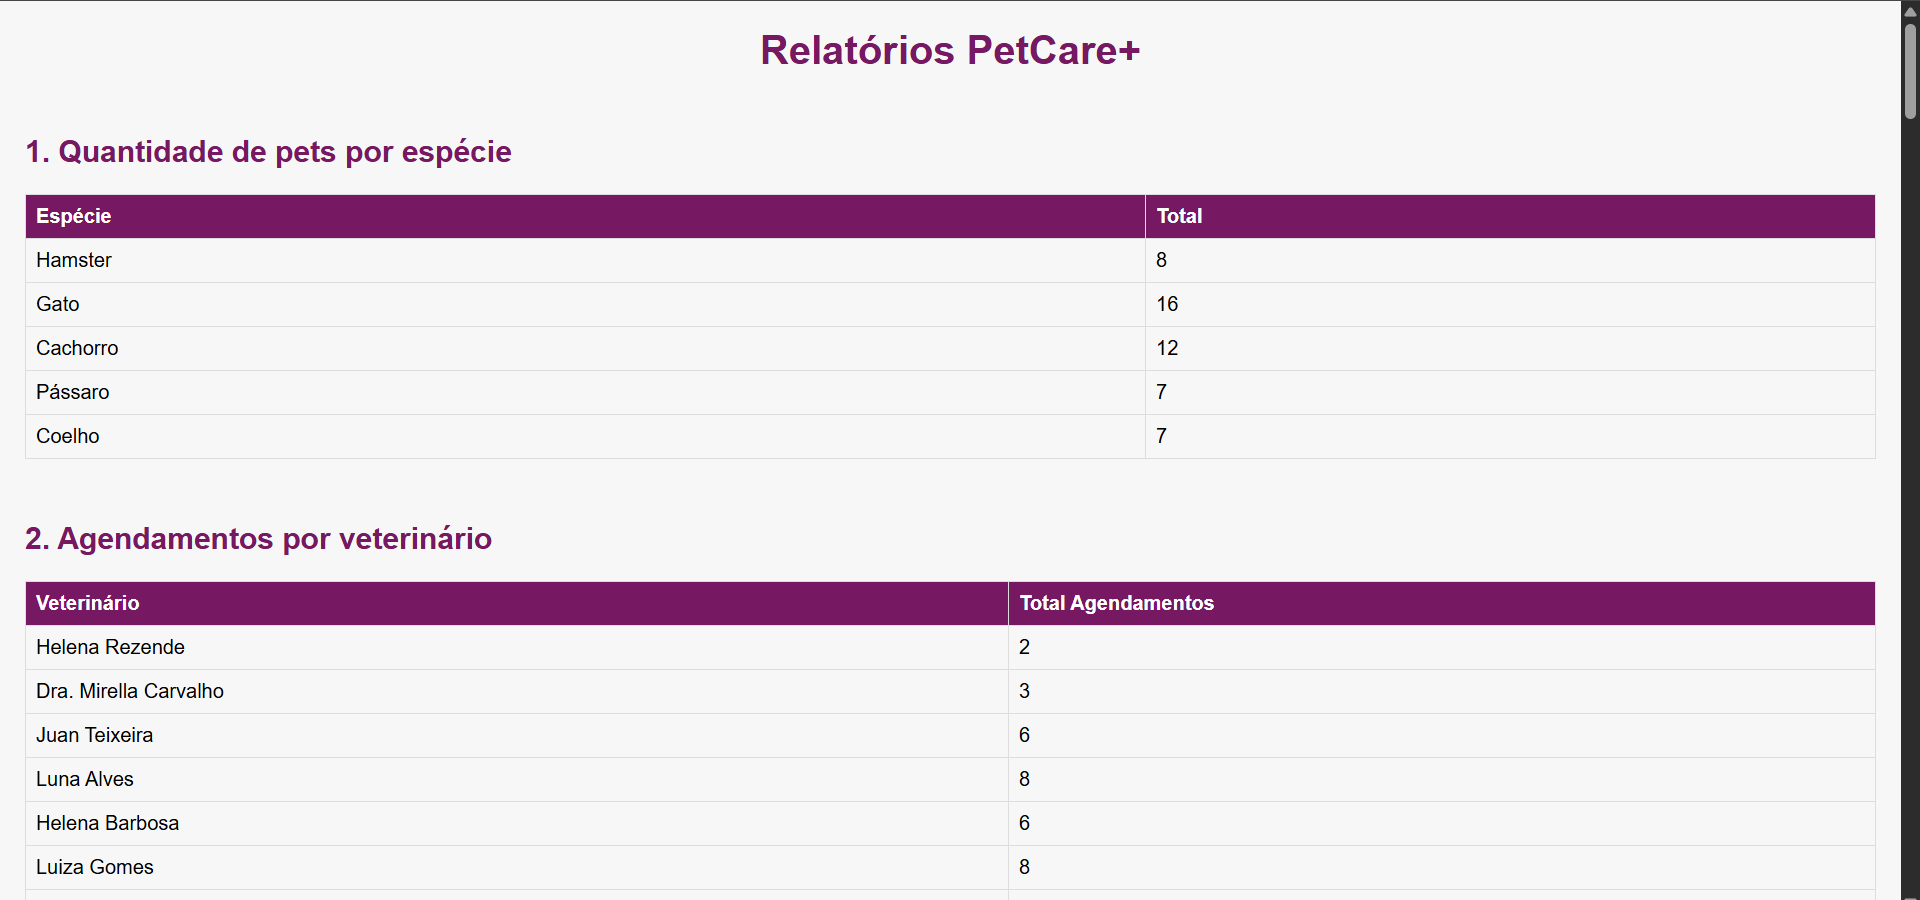 Relatórios PetCare+
1. Quantidade de pets por espécie
Espécie Total
Hamster 8
Gato 16
Cachorro 12
Pássaro 7
Coelho 7
2. Agendamentos por veterinário
Veterinário Total Agendamentos
Helena Rezende 2
Dra. Mirella Carvalho 3
Juan Teixeira 6
Luna Alves 8
Helena Barbosa 6
Luiza Gomes 8